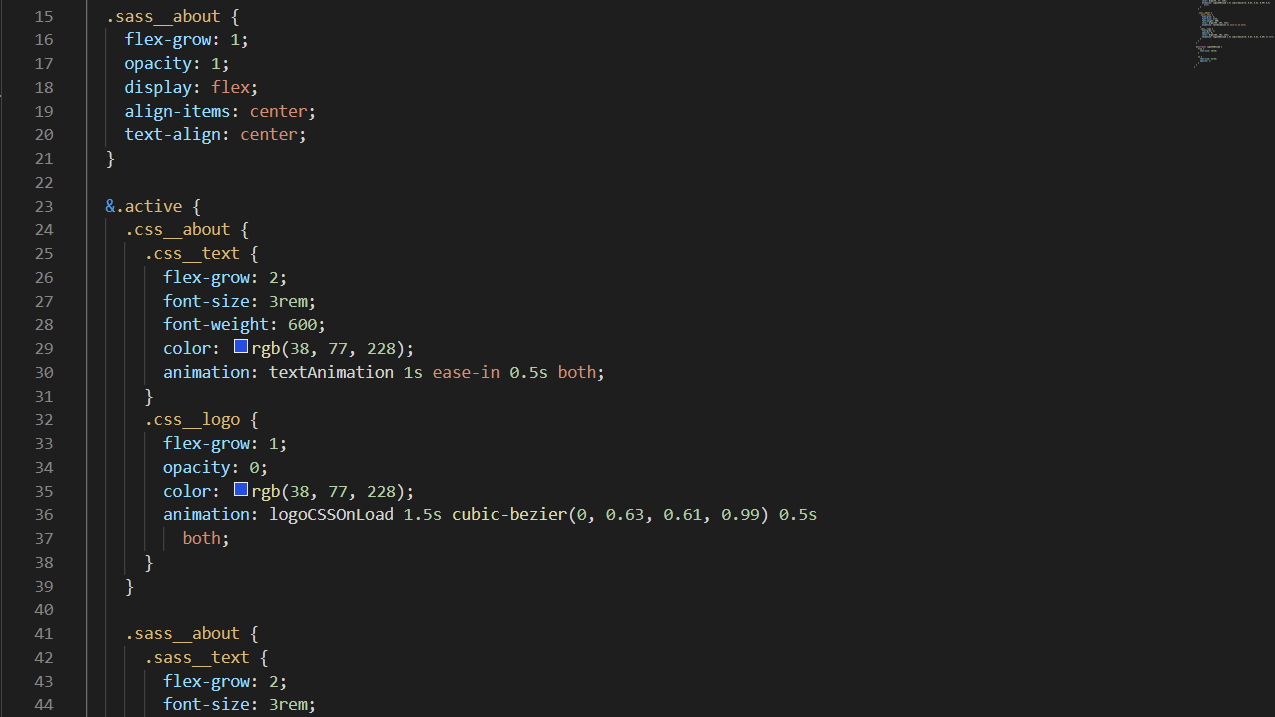 15 .sass__about {
16 flex-grow: 1;
17 opacity: 1;
18 display: flex;
19 align-items: center;
20 text-align: center;
21 }
22
23 &.active {
24 .css__about {
25 .css__text {
26 flex-grow: 2;
27 font-size: 3rem;
28 font-weight: 600;
29 color: rgb(38, 77, 228);
30 animation: textAnimation 1s ease-in 0.5s both;
31 }
32 .css__logo {
33 flex-grow: 1;
34 opacity: 0;
35 color: rgb(38, 77, 228);
36 animation: logoCSSOnLoad 1.5s cubic-bezier(0, 0.63, 0.61, 0.99) 0.5s
37 both;
38 }
39 }
40
41 .sass__about {
42 .sass__text {
43 flex-grow: 2;
44 font-size: 3rem;